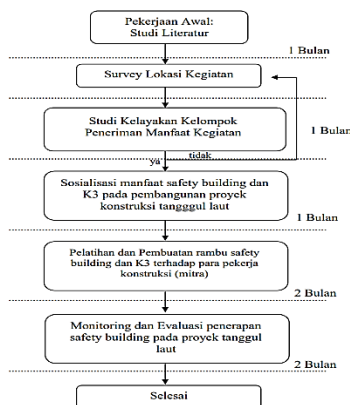 Pekerjaan Awal:
Studi Literatur
1 Bulan
Survey Lokasi Kegiatan
Studi Kelayakan Kelompok
Peneriman Manfaat Kegiatan
1 Bulan
tidak
ya
Sosialisasi manfaat safety building dan
K3 pada pembangunan proyek
konstruksi tangggul laut
1 Bulan
Pelatihan dan Pembuatan rambu safety
building dan K3 terhadap para pekerja
konstruksi (mitra)
2 Bulan
Monitoring dan Evaluasi penerapan
safety building pada proyek tanggul
laut
2 Bulan
Selesai